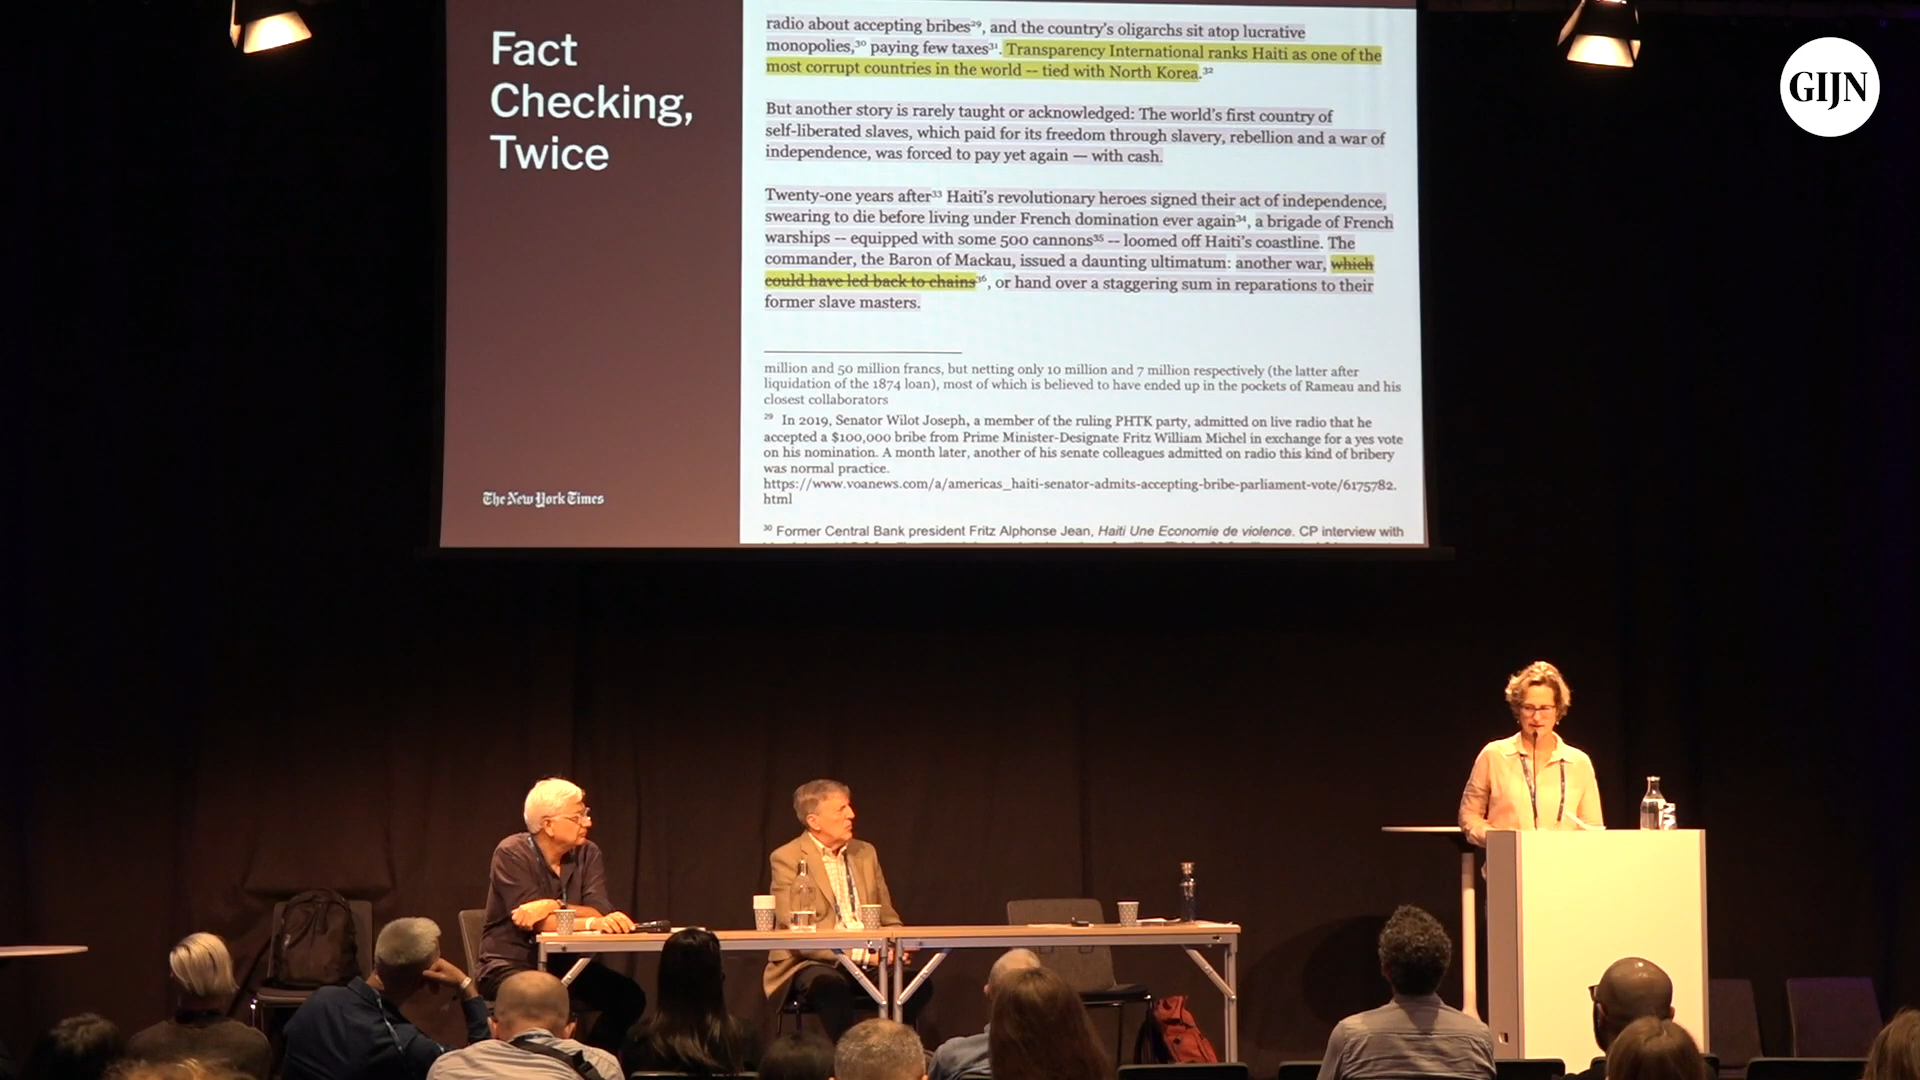 Fact
Checking,
Twice
The New York Times
radio about accepting bribes²⁹, and the country's oligarchs sit atop lucrative
monopolies,³⁰ paying few taxes³¹. Transparency International ranks Haiti as one of the
most corrupt countries in the world -- tied with North Korea.³²
But another story is rarely taught or acknowledged: The world's first country of
self-liberated slaves, which paid for its freedom through slavery, rebellion and a war of
independence, was forced to pay yet again — with cash.
Twenty-one years after³³ Haiti's revolutionary heroes signed their act of independence,
swearing to die before living under French domination ever again³⁴, a brigade of French
warships -- equipped with some 500 cannons³⁵ -- loomed off Haiti's coastline. The
commander, the Baron of Mackau, issued a daunting ultimatum: another war, which
could have led back to chains³⁶, or hand over a staggering sum in reparations to their
former slave masters.
million and 50 million francs, but netting only 10 million and 7 million respectively (the latter after
liquidation of the 1874 loan), most of which is believed to have ended up in the pockets of Rameau and his
closest collaborators
²⁹ In 2019, Senator Wilot Joseph, a member of the ruling PHTK party, admitted on live radio that he
accepted a $100,000 bribe from Prime Minister-Designate Fritz William Michel in exchange for a yes vote
on his nomination. A month later, another of his senate colleagues admitted on radio this kind of bribery
was normal practice.
https://www.voanews.com/a/americas_haiti-senator-admits-accepting-bribe-parliament-vote/6175782.
html
³⁰ Former Central Bank president Fritz Alphonse Jean, Haiti Une Economie de violence. CP interview with
GIJN